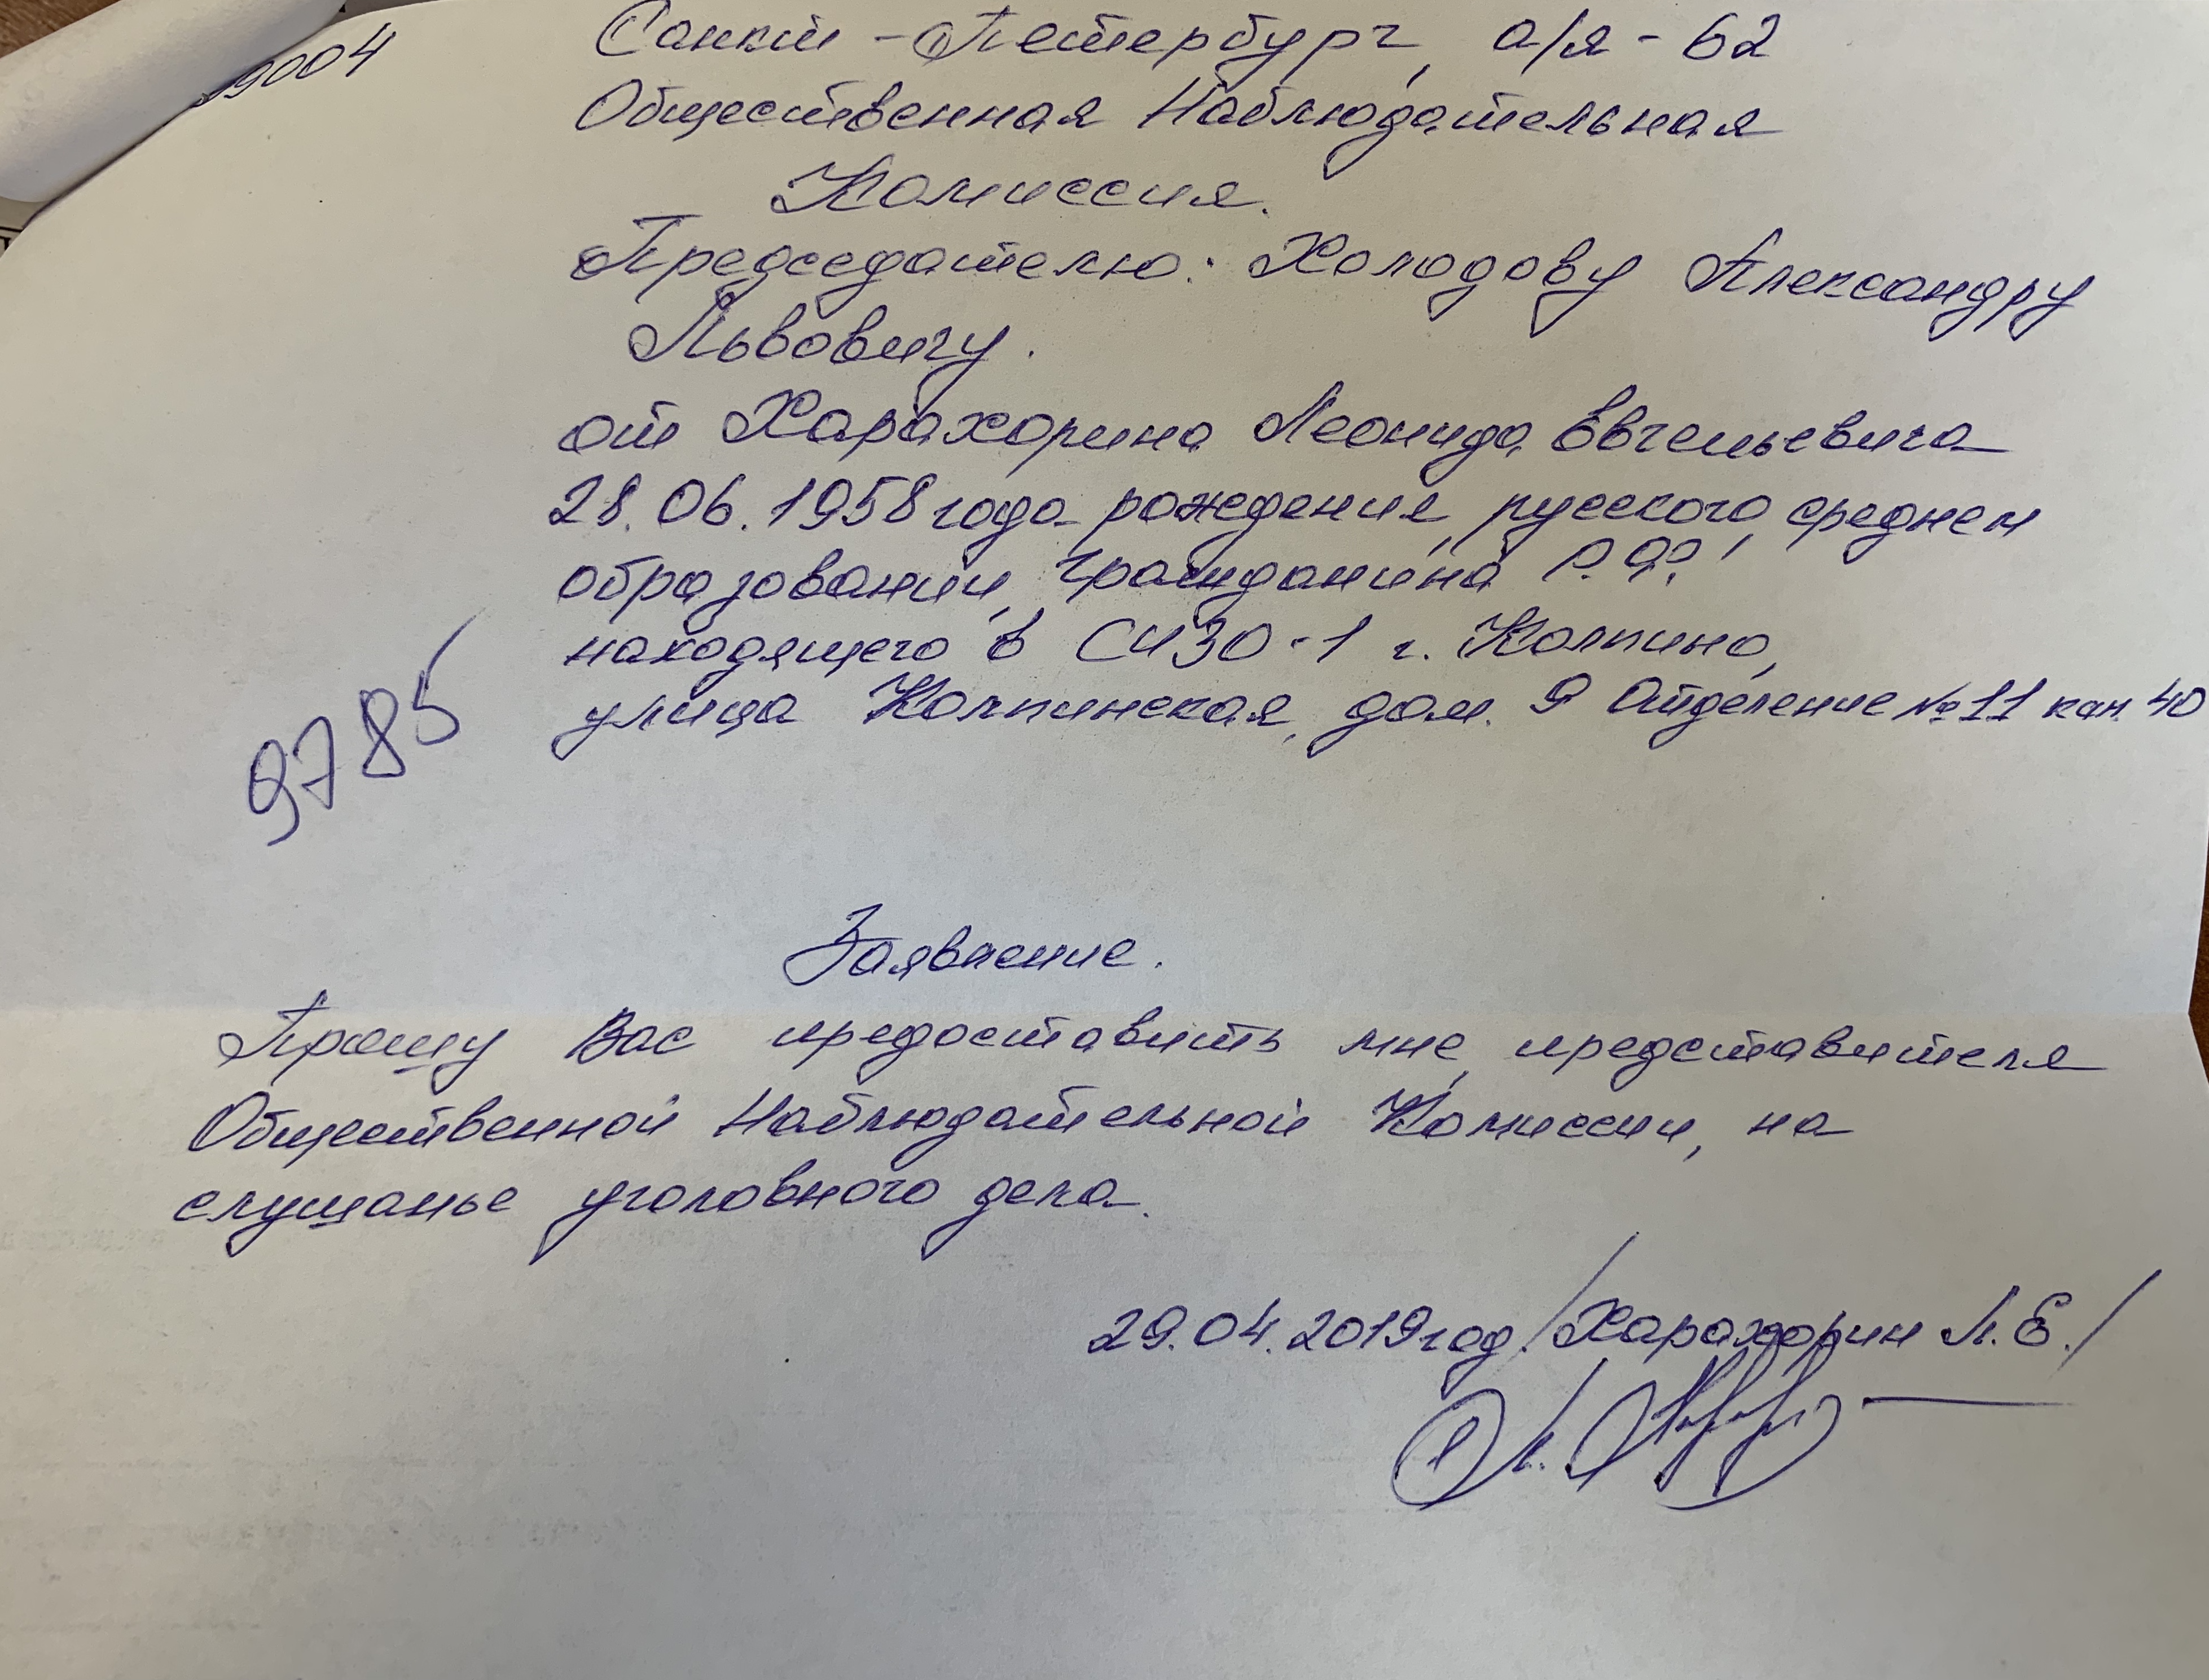 9004
Санкт-Петербург, а/я-62
Общественная Наблюдательная
Комиссия.
Председателю: Холодову Александру
Львовичу.
от Харахорина Леонида Евгеньевича
28.06.1958 года рождения, русского, среднем
образовании, гражданина Р.Ф.,
находящего в СИЗО-1 г. Колпино,
улица Колпинская, дом. 9 Отделение №11 кам. 40
9785
Заявление.
Прошу Вас предоставить мне, представителя
Общественной Наблюдательной Комиссии, на
слушанье уголовного дела.
29.04.2019 год. /Харахорин Л.Е./